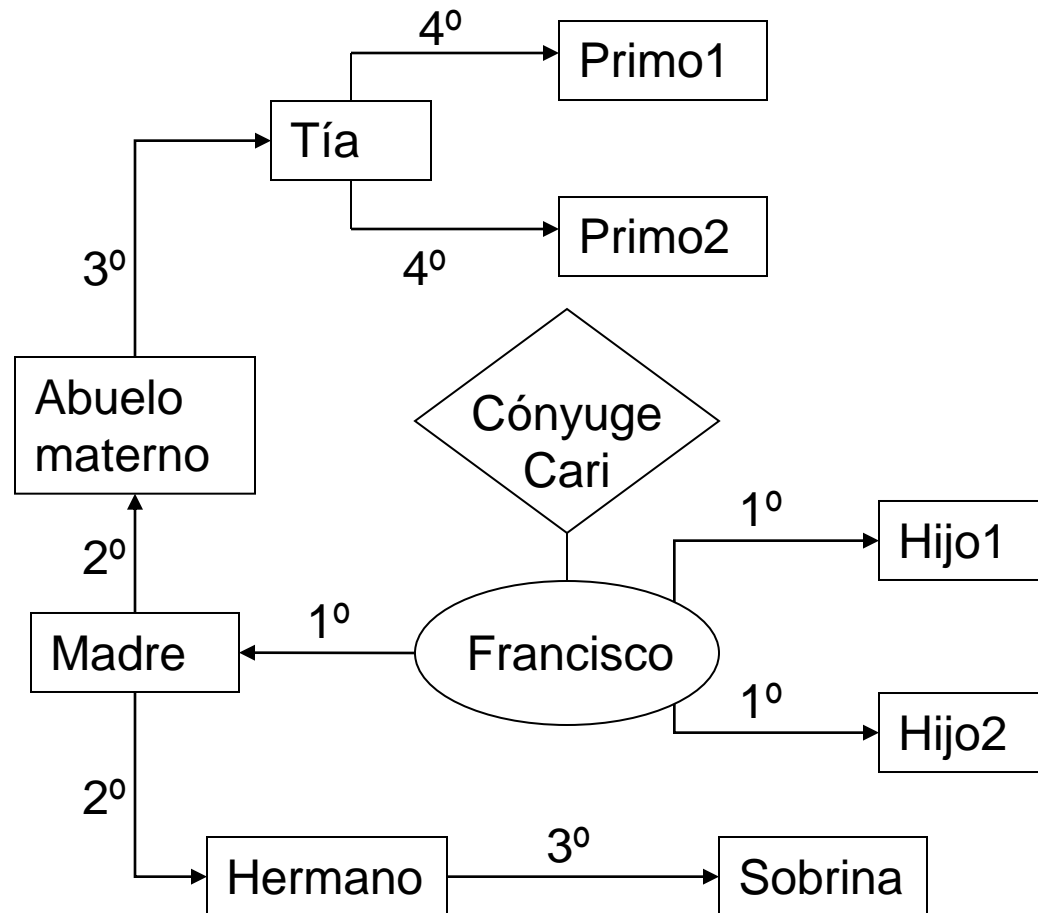 4º
Primo1
Tía
Primo2
3º
4º
Abuelo
materno
Cónyuge
Cari
1º
Hijo1
2º
1º
Madre
Francisco
1º
Hijo2
2º
3º
Hermano
Sobrina